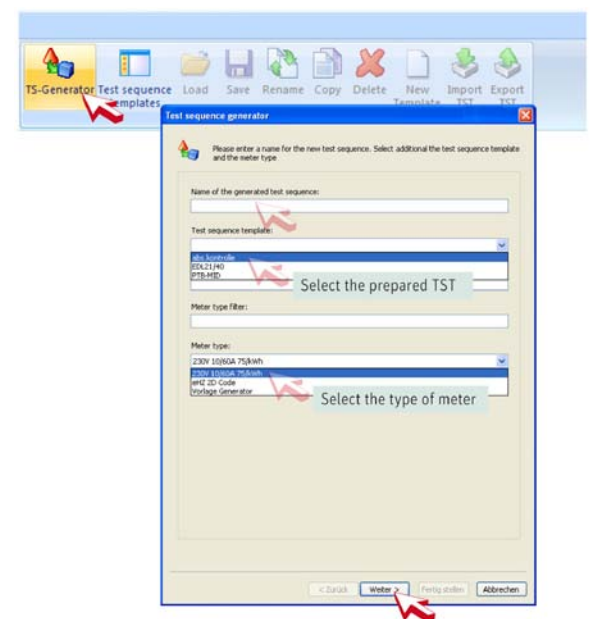 TS-Generator Test sequence Load Save Rename Copy Delete New Import Export
templates Template TST TST
Test sequence generator
Please enter a name for the new test sequence. Select additional the test sequence template
and the meter type
Name of the generated test sequence:
Test sequence template:
abs.kontrolle
EDL21/40
PTB-MID
Select the prepared TST
Meter type filter:
Meter type:
230V 10/60A 75/kWh
230V 10/60A 75/kWh
eHZ 2D Code
Vorlage Generator
Select the type of meter
< Zurück Weiter > Fertig stellen Abbrechen